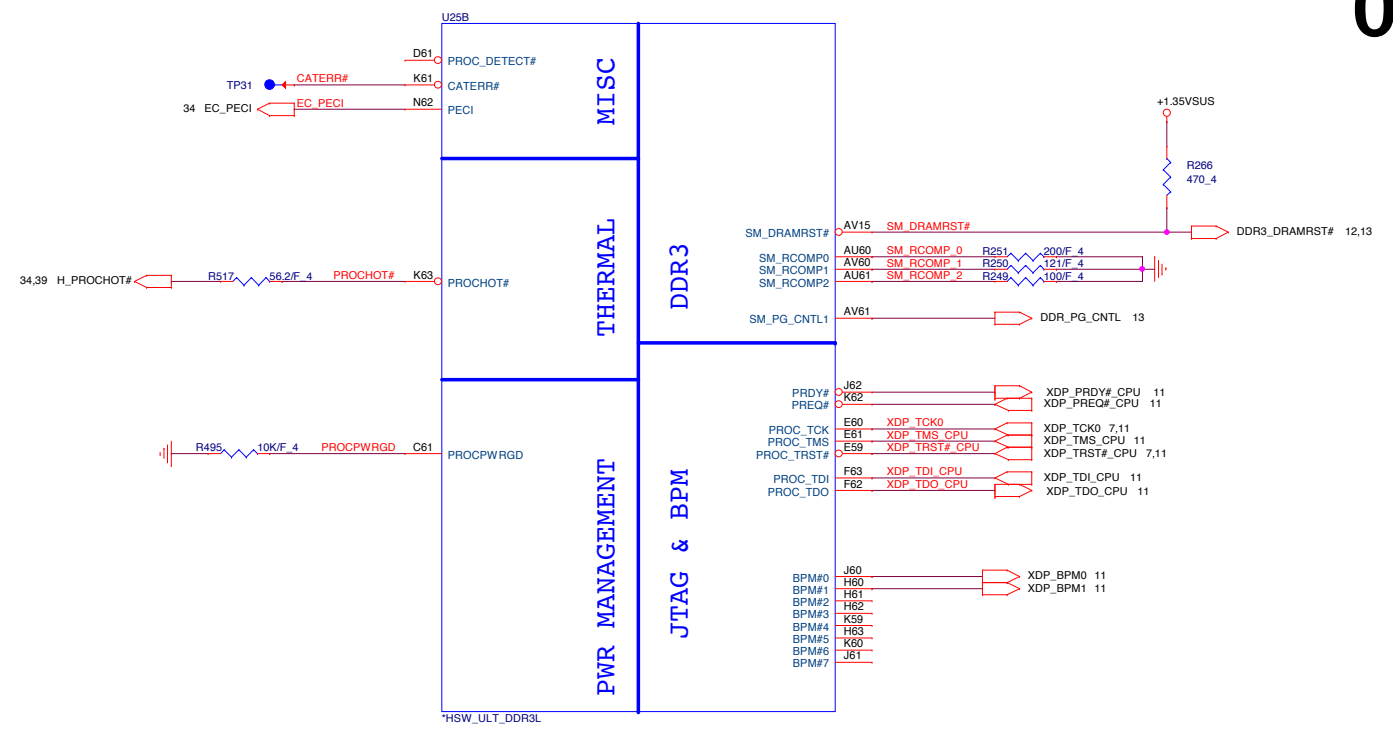 0
U25B
D61 PROC_DETECT#
TP31 CATERR# K61 CATERR#
34 EC_PECI EC_PECI N62 PECI
MISC
34,39 H_PROCHOT# R517 56.2/F_4 PROCHOT# K63 PROCHOT#
THERMAL
R495 10K/F_4 PROCPWRGD C61 PROCPWRGD
PWR MANAGEMENT
DDR3
+1.35VSUS
R266
470_4
SM_DRAMRST# AV15 SM_DRAMRST# DDR3_DRAMRST# 12,13
SM_RCOMP0 AU60 SM_RCOMP_0 R251 200/F_4
SM_RCOMP1 AV60 SM_RCOMP_1 R250 121/F_4
SM_RCOMP2 AU61 SM_RCOMP_2 R249 100/F_4
SM_PG_CNTL1 AV61 DDR_PG_CNTL 13
JTAG & BPM
PRDY# J62 XDP_PRDY#_CPU 11
PREQ# K62 XDP_PREQ#_CPU 11
PROC_TCK E60 XDP_TCK0 XDP_TCK0 7,11
PROC_TMS E61 XDP_TMS_CPU XDP_TMS_CPU 11
PROC_TRST# E59 XDP_TRST#_CPU XDP_TRST#_CPU 7,11
PROC_TDI F63 XDP_TDI_CPU XDP_TDI_CPU 11
PROC_TDO F62 XDP_TDO_CPU XDP_TDO_CPU 11
BPM#0 J60 XDP_BPM0 11
BPM#1 H60 XDP_BPM1 11
BPM#2 H61
BPM#3 H62
BPM#4 K59
BPM#5 H63
BPM#6 K60
BPM#7 J61
*HSW_ULT_DDR3L